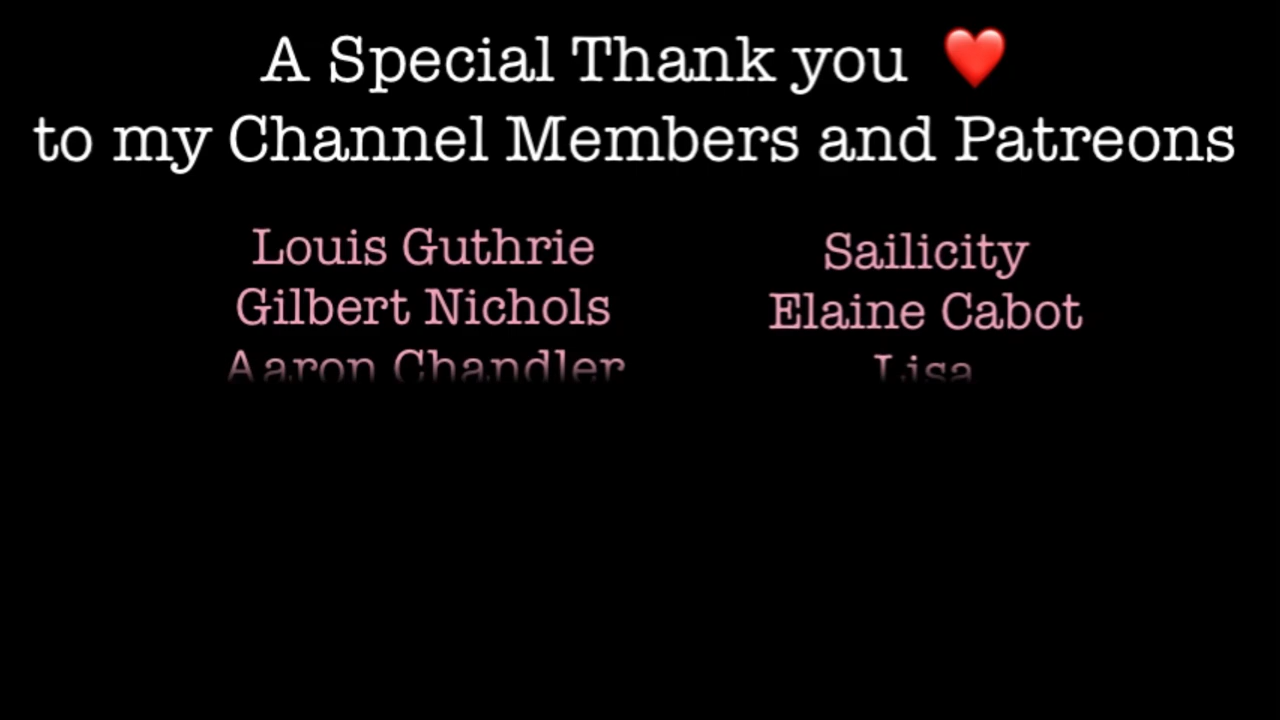 A Special Thank you ❤️
to my Channel Members and Patreons
Louis Guthrie
Gilbert Nichols
Aaron Chandler
Sailicity
Elaine Cabot
Lisa